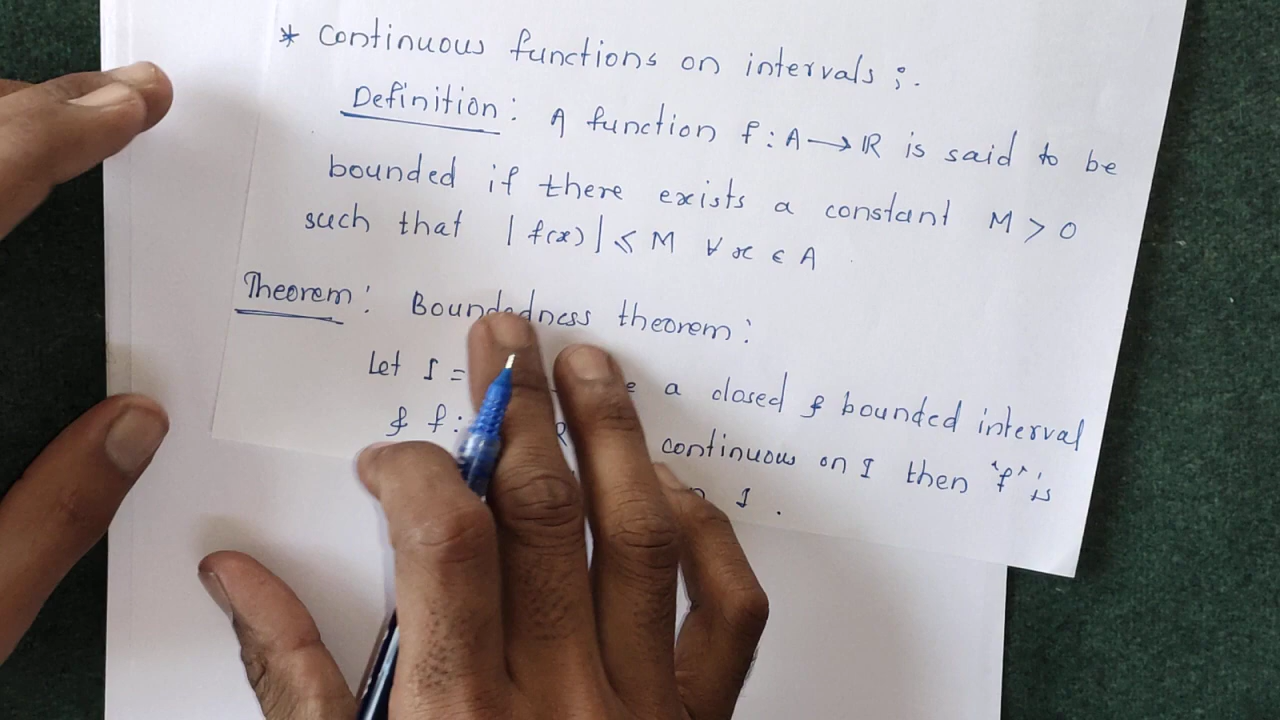 * Continuous functions on intervals ;.
Definition : A function f : A → ℝ is said to be
bounded if there exists a constant M > 0
such that | f(x) | ≤ M ∀ x ∈ A
Theorem : Boundedness theorem :
Let I = a closed & bounded interval
& f : continuous on I then 'f' is
I .